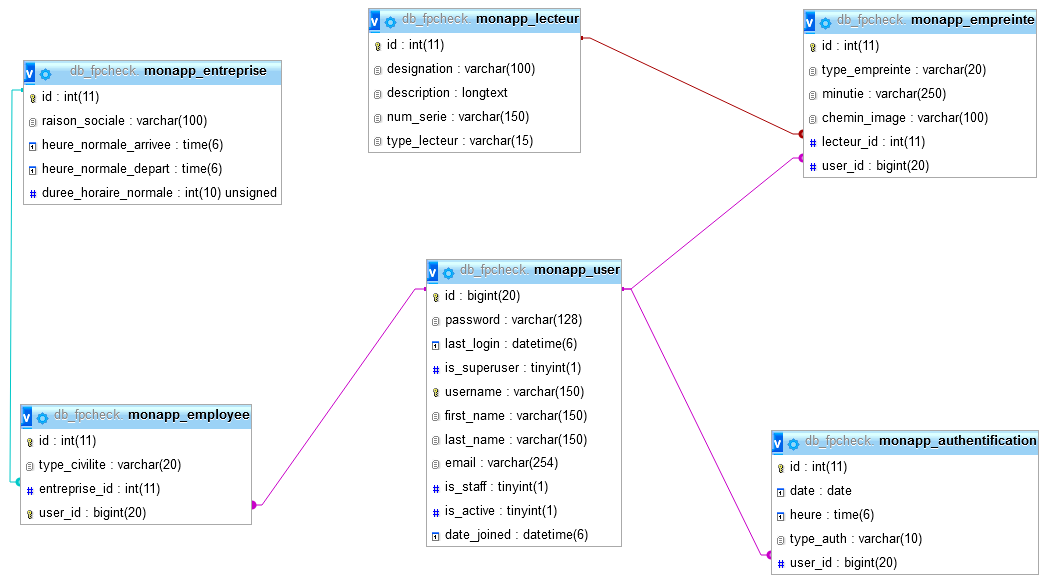 v db_fpcheck. monapp_entreprise
id : int(11)
raison_sociale : varchar(100)
heure_normale_arrivee : time(6)
heure_normale_depart : time(6)
# duree_horaire_normale : int(10) unsigned
v db_fpcheck. monapp_lecteur
id : int(11)
designation : varchar(100)
description : longtext
num_serie : varchar(150)
type_lecteur : varchar(15)
v db_fpcheck. monapp_empreinte
id : int(11)
type_empreinte : varchar(20)
minutie : varchar(250)
chemin_image : varchar(100)
# lecteur_id : int(11)
# user_id : bigint(20)
v db_fpcheck. monapp_user
id : bigint(20)
password : varchar(128)
last_login : datetime(6)
# is_superuser : tinyint(1)
username : varchar(150)
first_name : varchar(150)
last_name : varchar(150)
email : varchar(254)
# is_staff : tinyint(1)
# is_active : tinyint(1)
date_joined : datetime(6)
v db_fpcheck. monapp_employee
id : int(11)
type_civilite : varchar(20)
# entreprise_id : int(11)
user_id : bigint(20)
v db_fpcheck. monapp_authentification
id : int(11)
date : date
heure : time(6)
type_auth : varchar(10)
# user_id : bigint(20)